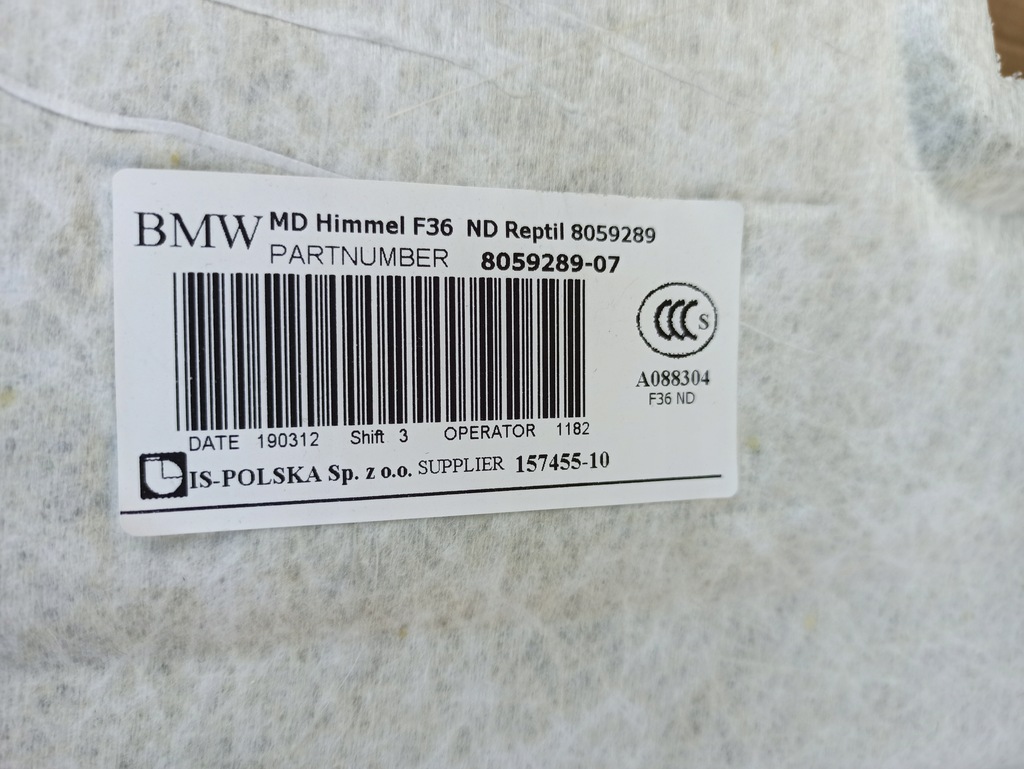 BMW MD Himmel F36 ND Reptil 8059289
PARTNUMBER 8059289-07
CCC S
A088304
F36 ND
DATE 190312 Shift 3 OPERATOR 1182
IS-POLSKA Sp. z o.o. SUPPLIER 157455-10